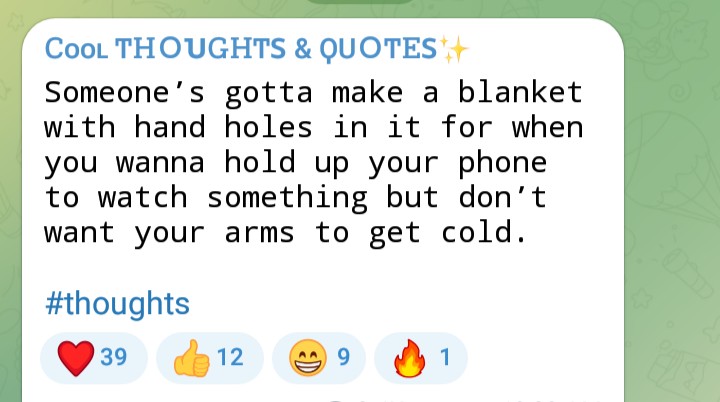 Cool THOUGHTS & QUOTES✨
Someone’s gotta make a blanket
with hand holes in it for when
you wanna hold up your phone
to watch something but don’t
want your arms to get cold.
#thoughts
❤️ 39 👍 12 😁 9 🔥 1